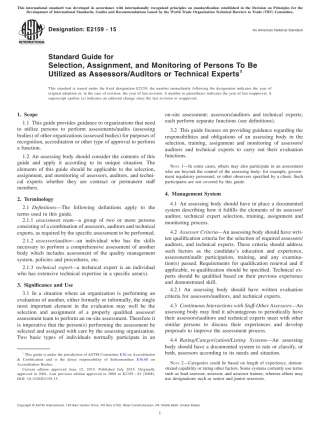 This international standard was developed in accordance with internationally recognized principles on standardization established in the Decision on Principles for the
Development of International Standards, Guides and Recommendations issued by the World Trade Organization Technical Barriers to Trade (TBT) Committee.
Designation: E2159 − 15
An American National Standard
Standard Guide for
Selection, Assignment, and Monitoring of Persons To Be
Utilized as Assessors/Auditors or Technical Experts1
This standard is issued under the fixed designation E2159; the number immediately following the designation indicates the year of
original adoption or, in the case of revision, the year of last revision. A number in parentheses indicates the year of last reapproval. A
superscript epsilon (ε) indicates an editorial change since the last revision or reapproval.
1. Scope
1.1 This guide provides guidance to organizations that need
to utilize persons to perform assessments/audits (assessing
bodies) of other organizations (assessed bodies) for purposes of
recognition, accreditation or other type of approval to perform
a function.
1.2 An assessing body should consider the contents of this
guide and apply it according to its unique situation. The
elements of this guide should be applicable to the selection,
assignment, and monitoring of assessors, auditors, and techni-
cal experts whether they are contract or permanent staff
members.
2. Terminology
2.1 Definitions—The following definitions apply to the
terms used in this guide.
2.1.1 assessment team—a group of two or more persons
consisting of a combination of assessors, auditors and technical
experts, as required by the specific assessment to be performed.
2.1.2 assessor/auditor—an individual who has the skills
necessary to perform a comprehensive assessment of another
body which includes assessment of the quality management
system, policies and procedures, etc.
2.1.3 technical expert—a technical expert is an individual
who has extensive technical expertise in a specific area(s).
3. Significance and Use
3.1 In a situation where an organization is performing an
evaluation of another, either formally or informally, the single
most important element in the evaluation may well be the
selection and assignment of a properly qualified assessor/
assessment team to perform an on-site assessment. Therefore it
is imperative that the person(s) performing the assessment be
selected and assigned with care by the assessing organization.
Two basic types of individuals normally participate in an
1 This guide is under the jurisdiction of ASTM Committee E36 on Accreditation
& Certification and is the direct responsibility of Subcommittee E36.60 on
Accreditation Bodies.
Current edition approved June 15, 2015. Published July 2015. Originally
approved in 2001. Last previous edition approved in 2008 as E2159 – 01 (2008).
DOI: 10.1520/E2159-15.
on-site assessment: assessors/auditors and technical experts;
each perform separate functions (see definitions).
3.2 This guide focuses on providing guidance regarding the
responsibilities and obligations of an assessing body in the
selection, training, assignment and monitoring of assessors/
auditors and technical experts to carry out their evaluation
functions.
NOTE 1—In some cases, others may also participate in an assessment
who are beyond the control of the assessing body: for example, govern-
ment regulatory personnel, or other observers specified by a client. Such
participants are not covered by this guide.
4. Management System
4.1 An assessing body should have in place a documented
system describing how it fulfills the elements of its assessor/
auditor, technical expert selection, training, assignment and
monitoring process.
4.2 Assessor Criteria—An assessing body should have writ-
ten qualification criteria for the selection of required assessors/
auditors, and technical experts. These criteria should address
such factors as the candidate's education and experience,
assessment/audit participation, training, and any examina-
tion(s) passed. Requirements for qualification renewal and if
applicable, re-qualification should be specified. Technical ex-
perts should be qualified based on their previous experience
and demonstrated skill.
4.2.1 An assessing body should have written evaluation
criteria for assessors/auditors, and technical experts.
4.3 Continuous Interactions with Staff/Other Assessors—An
assessing body may find it advantageous to periodically have
their assessors/auditors and technical experts meet with other
similar persons to discuss their experiences and develop
proposals to improve the assessment process.
4.4 Rating/Categorization/Listing Systems—An assessing
body should have a documented system to rate or classify, or
both, assessors according to its needs and situation.
NOTE 2—Categories could be based on length of experience, demon-
strated capability or rating other factors. Some systems currently use terms
such as lead assessor, assessor, and assessor trainee, whereas others may
use designations such as senior and junior assessors.
Copyright © ASTM International, 100 Barr Harbor Drive, PO Box C700, West Conshohocken, PA 19428-2959. United States
1